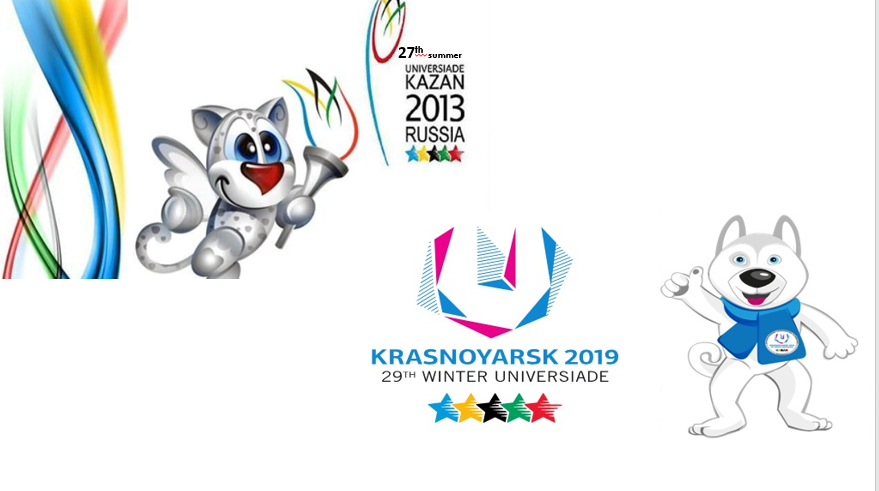 27th summer
UNIVERSIADE
KAZAN
2013
RUSSIA
KRASNOYARSK 2019
29TH WINTER UNIVERSIADE